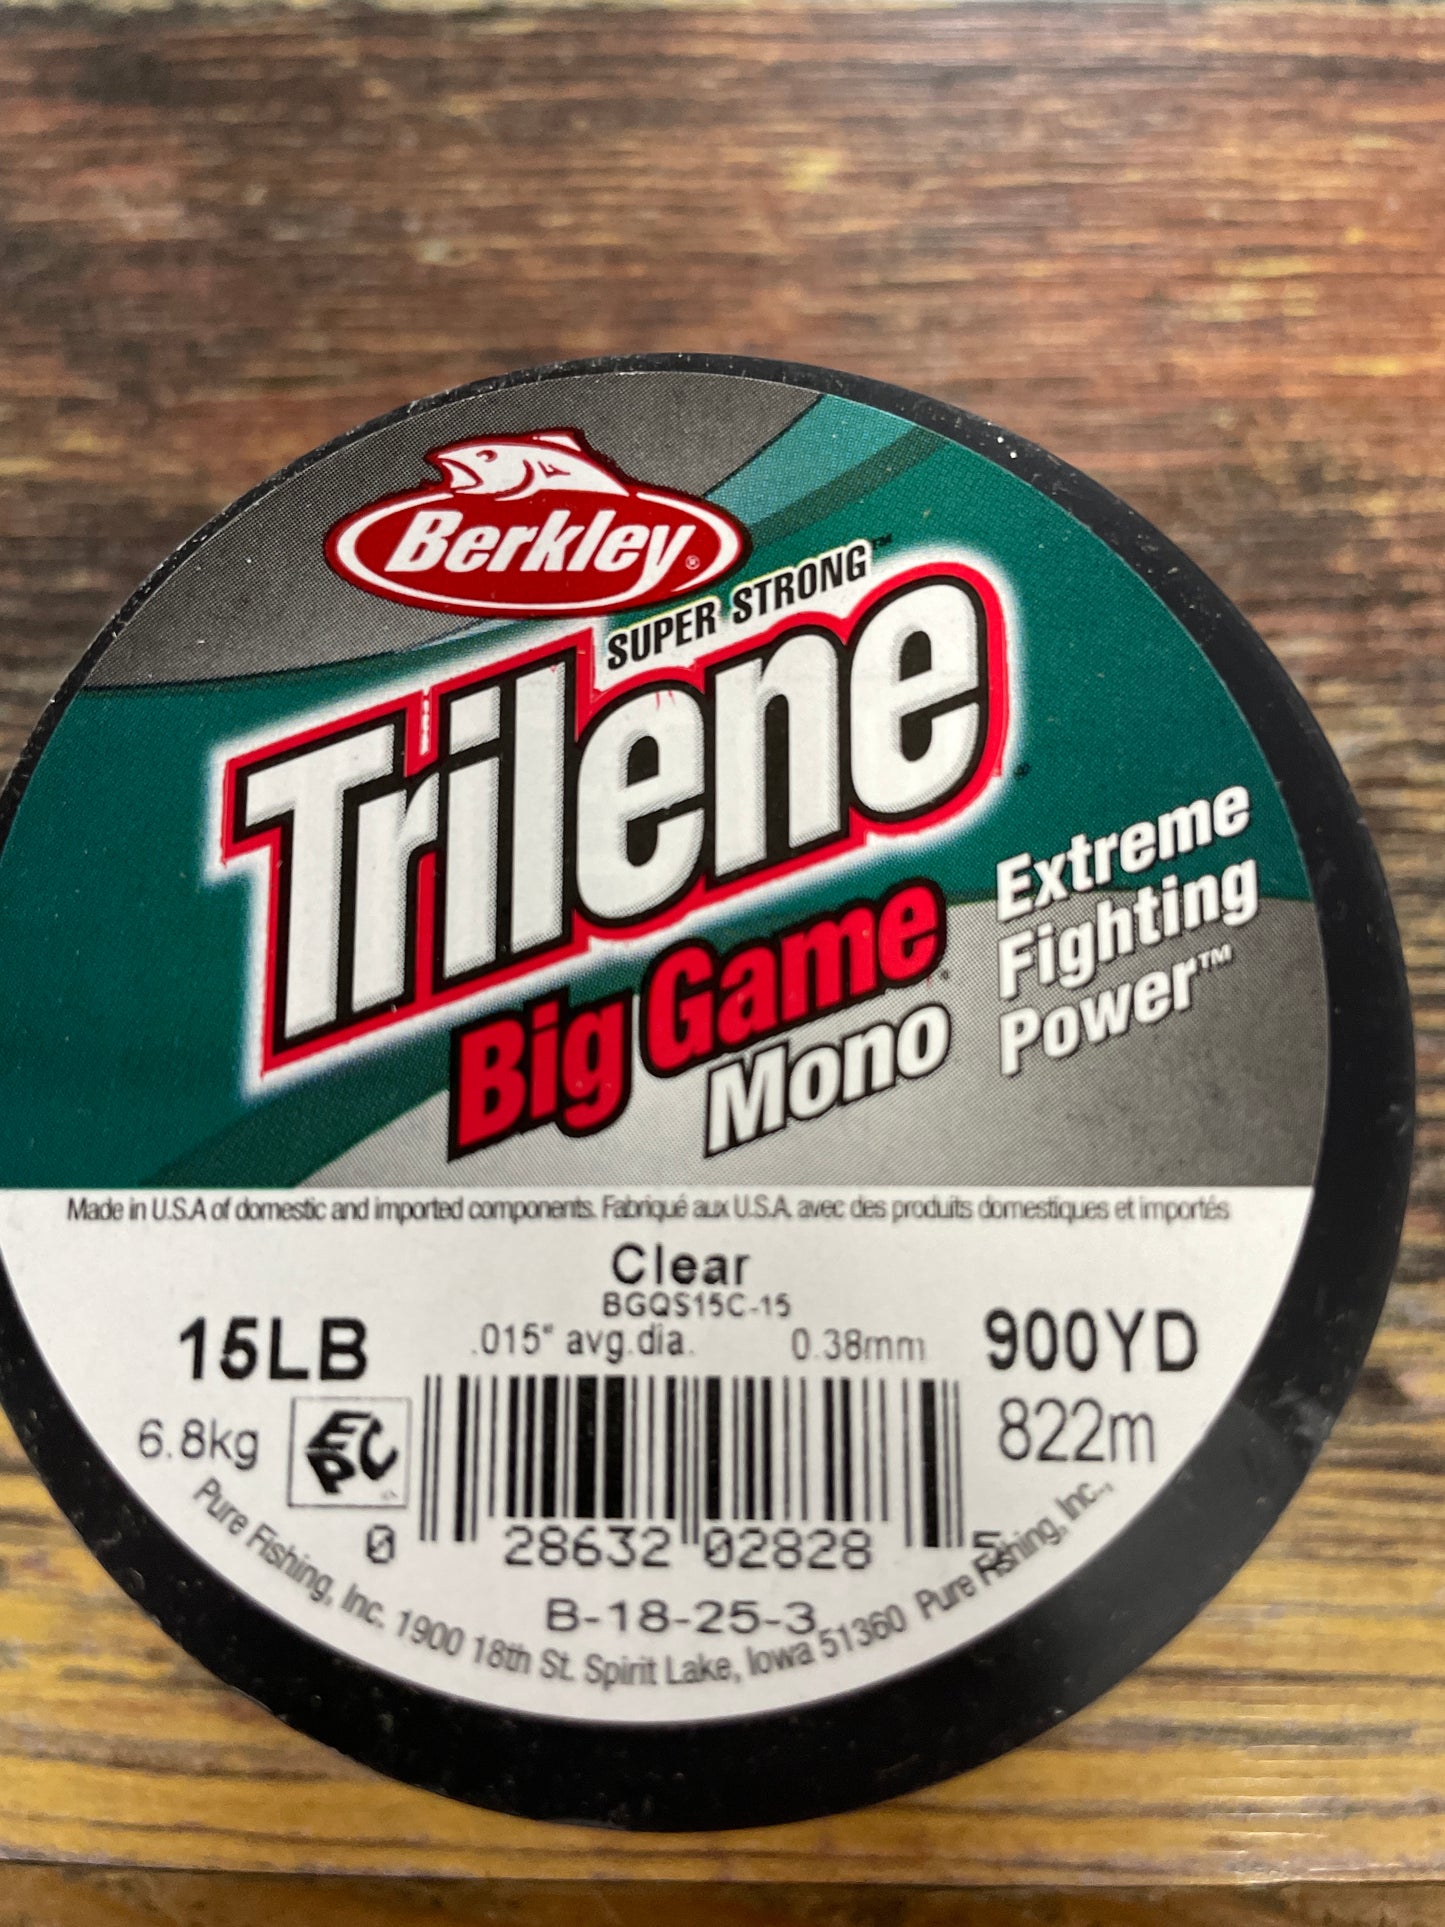 Berkley®
SUPER STRONG™
Trilene®
Big Game®
Mono
Extreme
Fighting
Power™
Made in U.S.A of domestic and imported components. Fabriqué aux U.S.A. avec des produits domestiques et importés
Clear
BGQS15C-15
15LB
.015" avg.dia. 0.38mm
900YD
6.8kg
822m
0 28632 02828 5
B-18-25-3
Pure Fishing, Inc. 1900 18th St. Spirit Lake, Iowa 51360 Pure Fishing, Inc.,